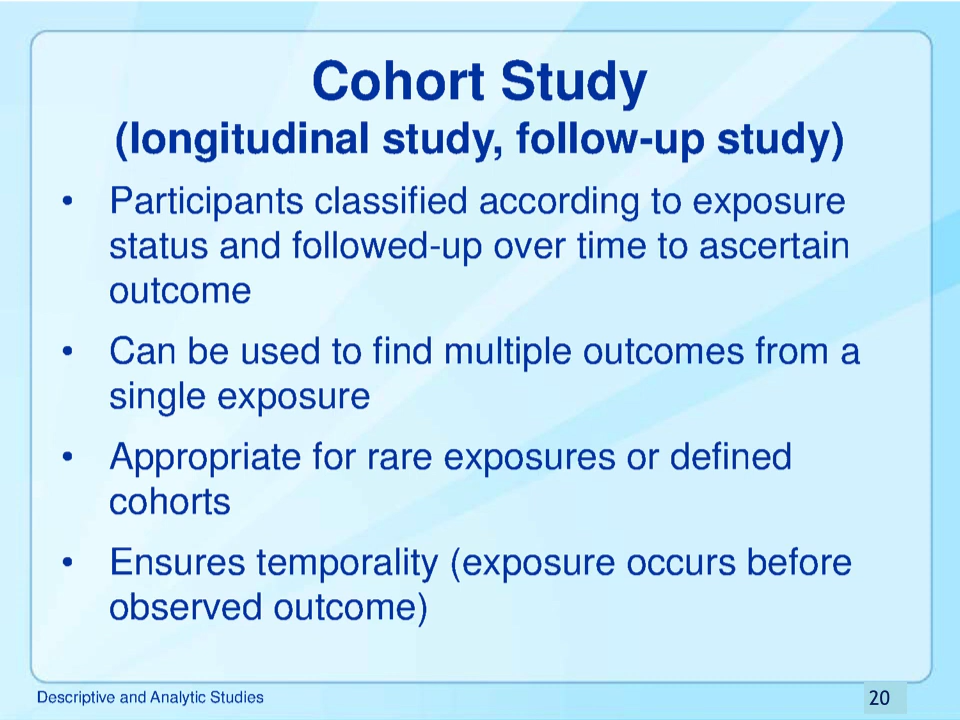 Cohort Study
(longitudinal study, follow-up study)
• Participants classified according to exposure
status and followed-up over time to ascertain
outcome
• Can be used to find multiple outcomes from a
single exposure
• Appropriate for rare exposures or defined
cohorts
• Ensures temporality (exposure occurs before
observed outcome)
Descriptive and Analytic Studies
20